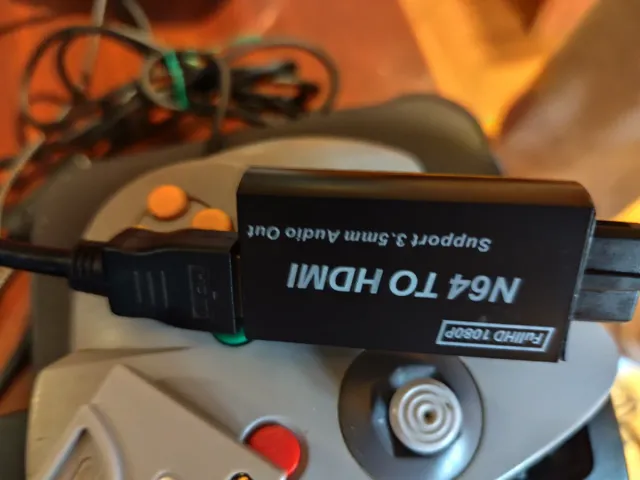 FullHD 1080P
N64 TO HDMI
Support 3.5mm Audio Out